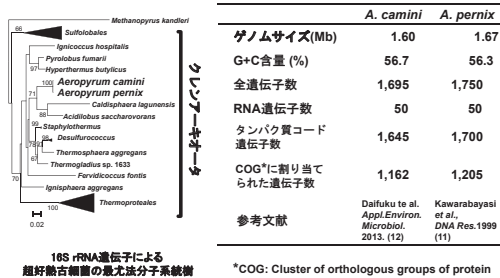 Methanopyrus kandleri
66
Sulfolobales
Ignicoccus hospitalis
Pyrolobus fumarii
97
Hyperthermus butylicus
100
Aeropyrum camini
71
Aeropyrum pernix
Caldisphaera lagunensis
88
Acidilobus saccharovorans
99
Staphylothermus
98
Desulfurococcus
78
Thermosphaera aggregans
67
Thermogladius sp. 1633
Fervidicoccus fontis
70
Ignisphaera aggregans
100
Thermoproteales
0.02
クレンアーキオータ
16S rRNA遺伝子による
超好熱古細菌の最尤法分子系統樹
A. camini A. pernix
ゲノムサイズ(Mb) 1.60 1.67
G+C含量 (%) 56.7 56.3
全遺伝子数 1,695 1,750
RNA遺伝子数 50 50
タンパク質コード
遺伝子数 1,645 1,700
COG*に割り当て
られた遺伝子数 1,162 1,205
参考文献
Daifuku te al.
Appl.Environ.
Microbiol.
2013. (12)
Kawarabayasi
et al.,
DNA Res.1999
(11)
*COG: Cluster of orthologous groups of protein